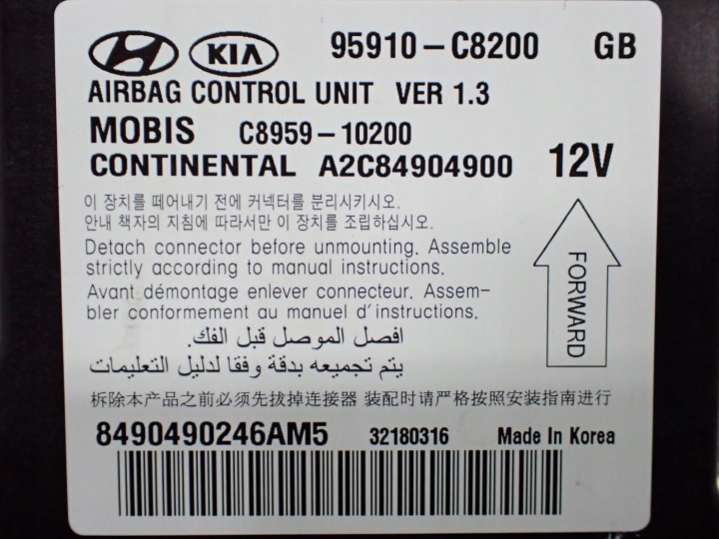 KIA 95910-C8200 GB
AIRBAG CONTROL UNIT VER 1.3
MOBIS C8959-10200
CONTINENTAL A2C84904900 12V
이 장치를 떼어내기 전에 커넥터를 분리시키시오.
안내 책자의 지침에 따라서만 이 장치를 조립하십시오.
Detach connector before unmounting. Assemble
strictly according to manual instructions.
Avant démontage enlever connecteur. Assem-
bler conformement au manuel d'instructions.
افصل الموصل قبل الفك.
يتم تجميعه بدقة وفقا لدليل التعليمات
FORWARD
拆除本产品之前必须先拔掉连接器 装配时请严格按照安装指南进行
8490490246AM5 32180316 Made In Korea